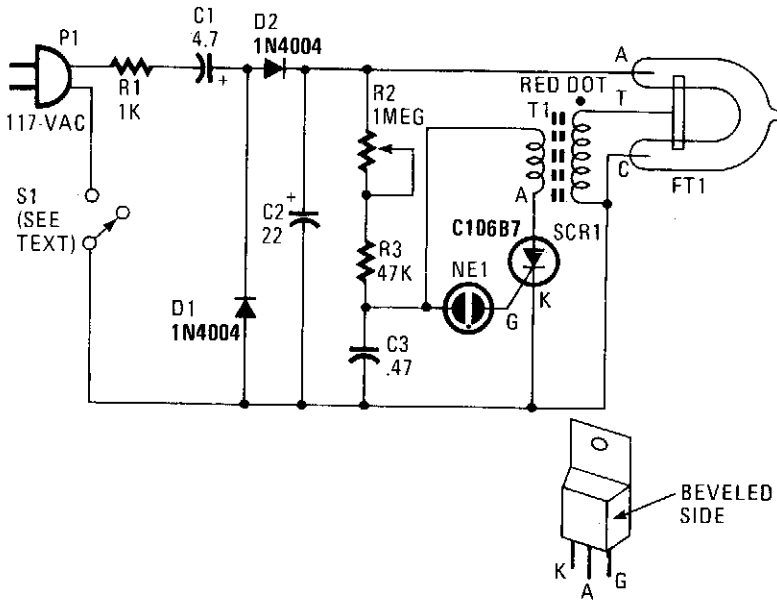 P1
117-VAC
R1
1K
C1
4.7
+
D2
1N4004
S1
(SEE
TEXT)
D1
1N4004
+
C2
22
R2
1MEG
R3
47K
C3
.47
RED DOT
T1
A
C106B7
SCR1
NE1
G
K
A
T
C
FT1
BEVELED
SIDE
K
A
G